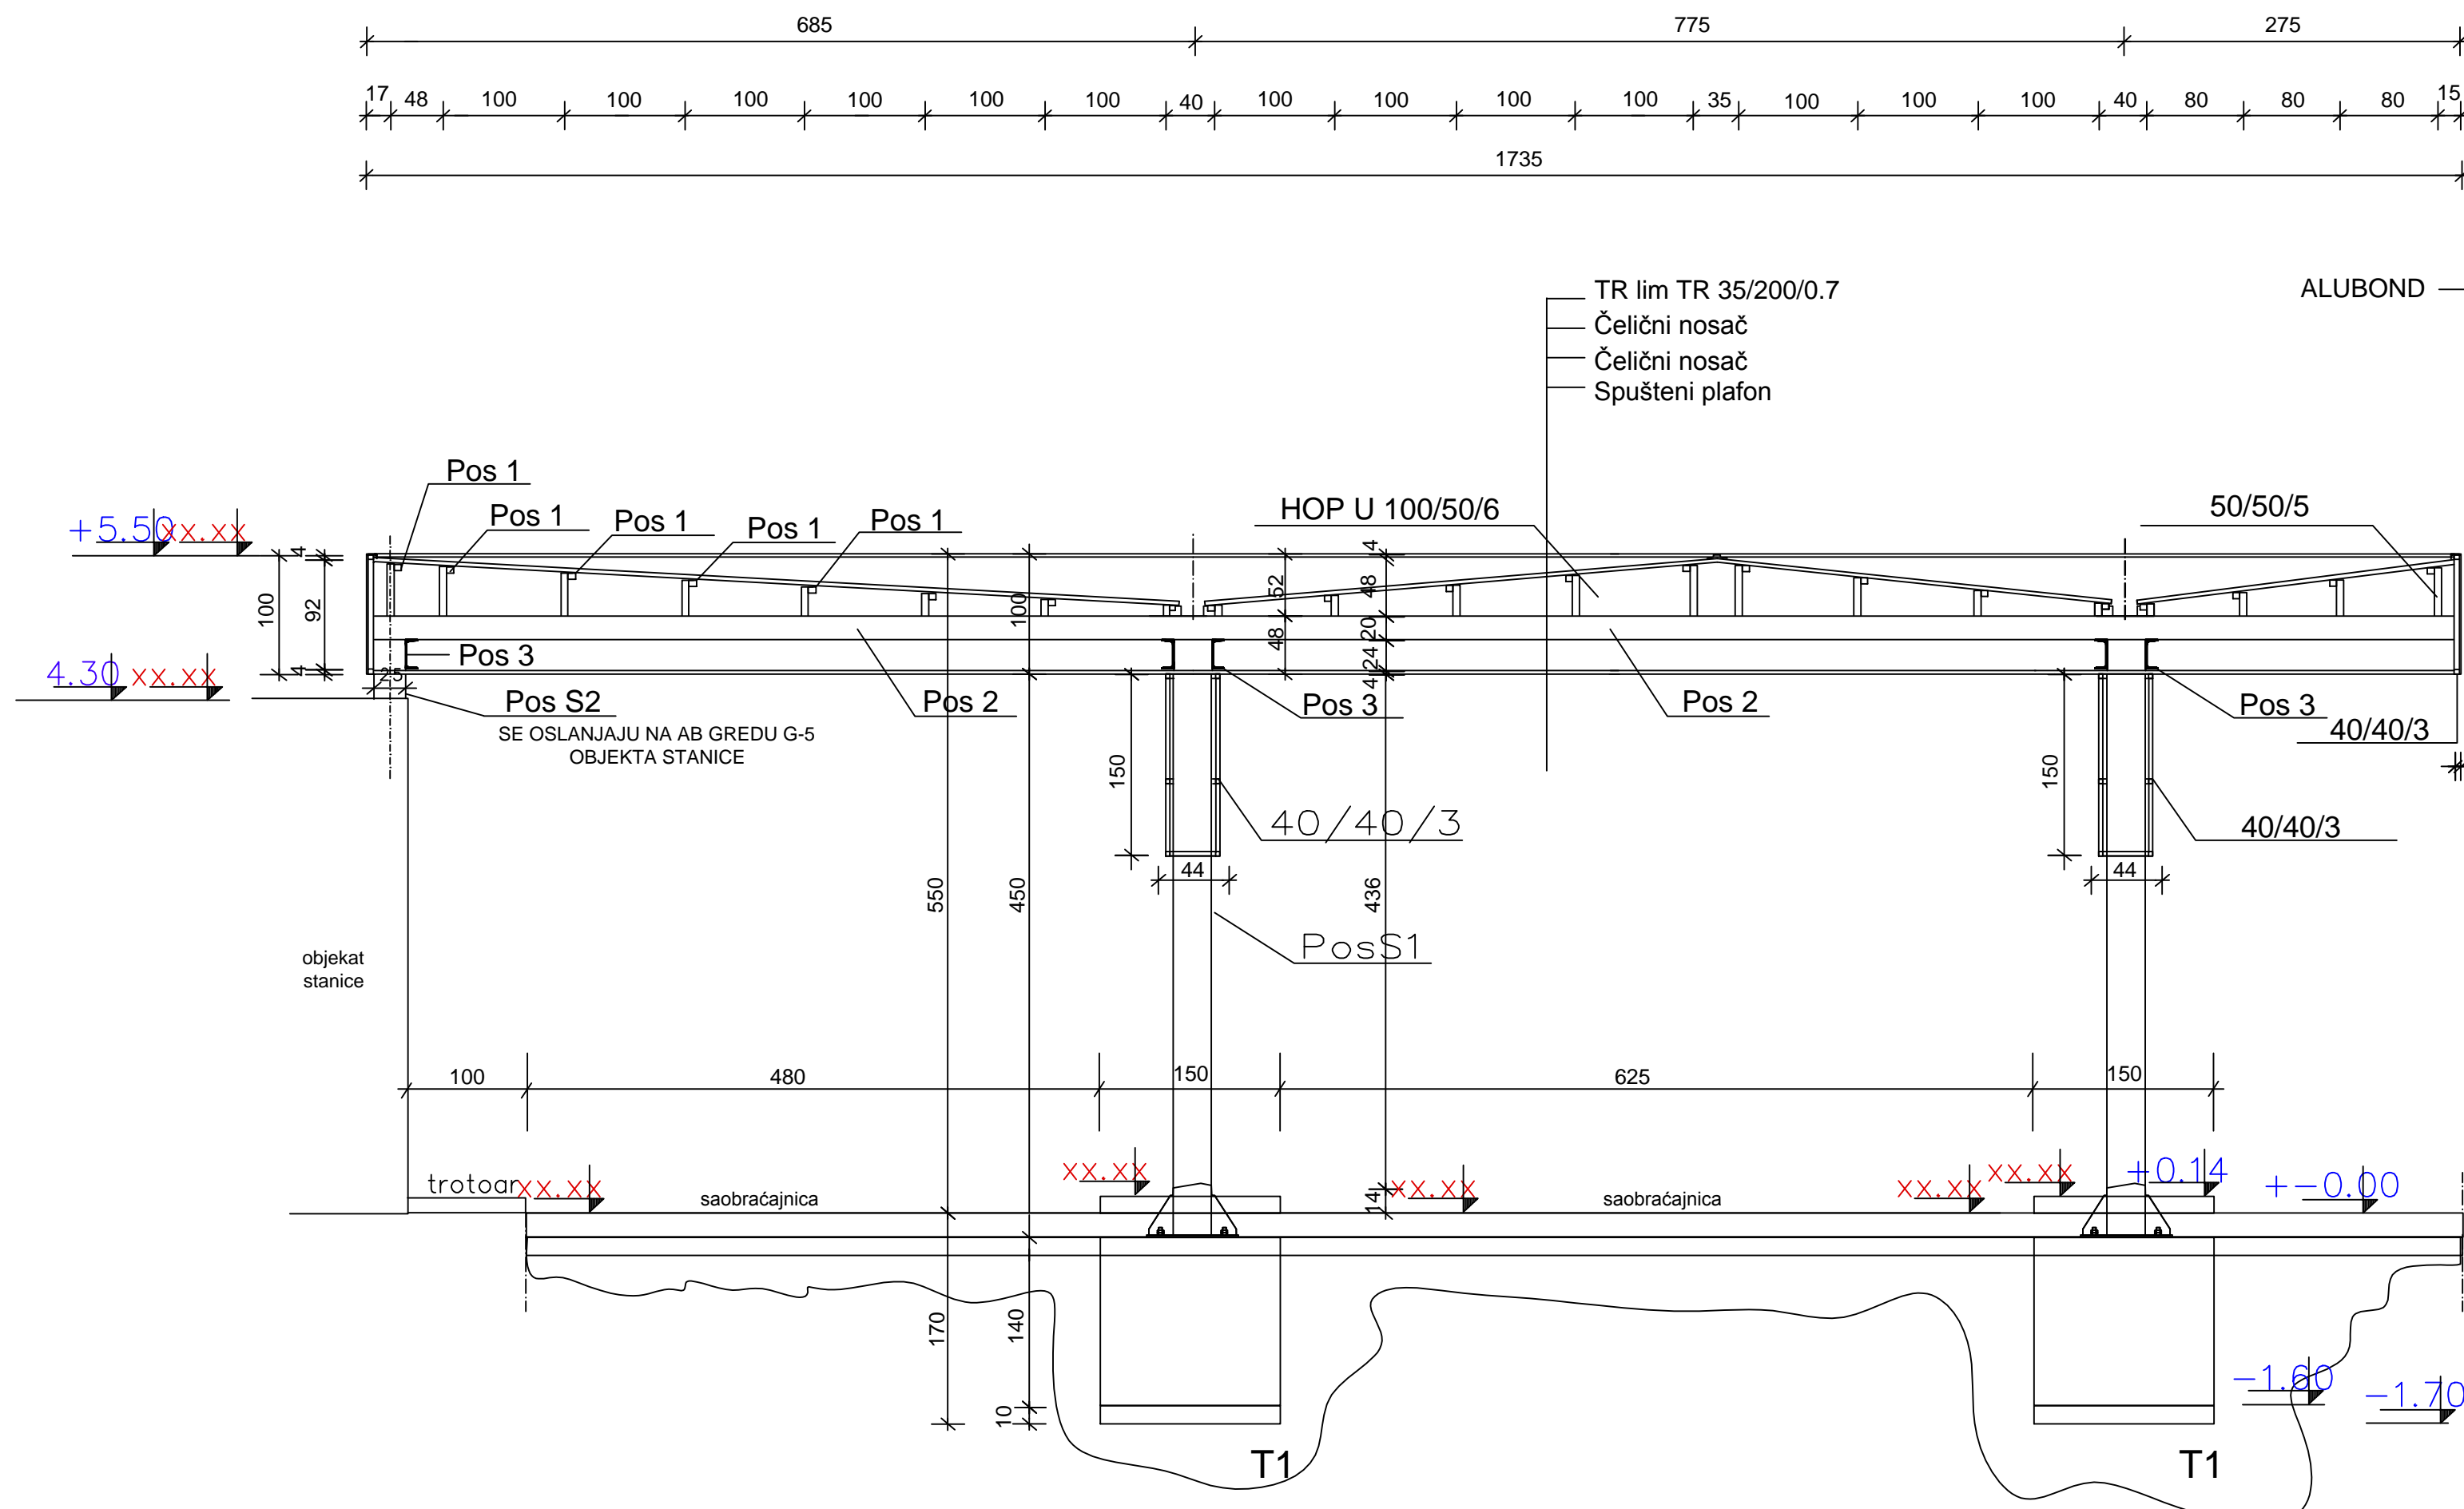 685
775
275
17
48
100
100
100
100
100
100
40
100
100
100
100
35
100
100
100
40
80
80
80
15
1735
TR lim TR 35/200/0.7
Čelični nosač
Čelični nosač
Spušteni plafon
ALUBOND
Pos 1
Pos 1
Pos 1
Pos 1
Pos 1
HOP U 100/50/6
50/50/5
+5.50
xx.xx
4
100
92
4
100
52
48
4
48
20
24
4
Pos 3
4.30
xx.xx
25
Pos S2
SE OSLANJAJU NA AB GREDU G-5
OBJEKTA STANICE
Pos 2
Pos 3
Pos 2
Pos 3
40/40/3
150
150
40/40/3
40/40/3
44
44
550
450
436
PosS1
objekat
stanice
100
480
150
625
150
trotoar
xx.xx
saobraćajnica
xx.xx
14
xx.xx
saobraćajnica
xx.xx
xx.xx
+0.14
+-0.00
170
140
10
-1.60
-1.70
T1
T1